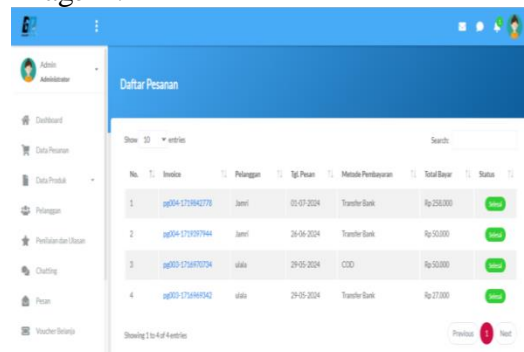 GP
Admin
Administrator
Daftar Pesanan
Dashboard
Data Pesanan
Data Produk
Pelanggan
Penilaian dan Ulasan
Chatting
Pesan
Voucher Belanja
Show 10 entries
Search:
No. Invoice Pelanggan Tgl.Pesan Metode Pembayaran Total Bayar Status
1 pg004-1719842778 Jamri 01-07-2024 Transfer Bank Rp 258.000 Selesai
2 pg004-1719397944 Jamri 26-06-2024 Transfer Bank Rp 50.000 Selesai
3 pg003-1716970734 ulala 29-05-2024 COD Rp 50.000 Selesai
4 pg003-1716969342 ulala 29-05-2024 Transfer Bank Rp 27.000 Selesai
Showing 1 to 4 of 4 entries
Previous 1 Next